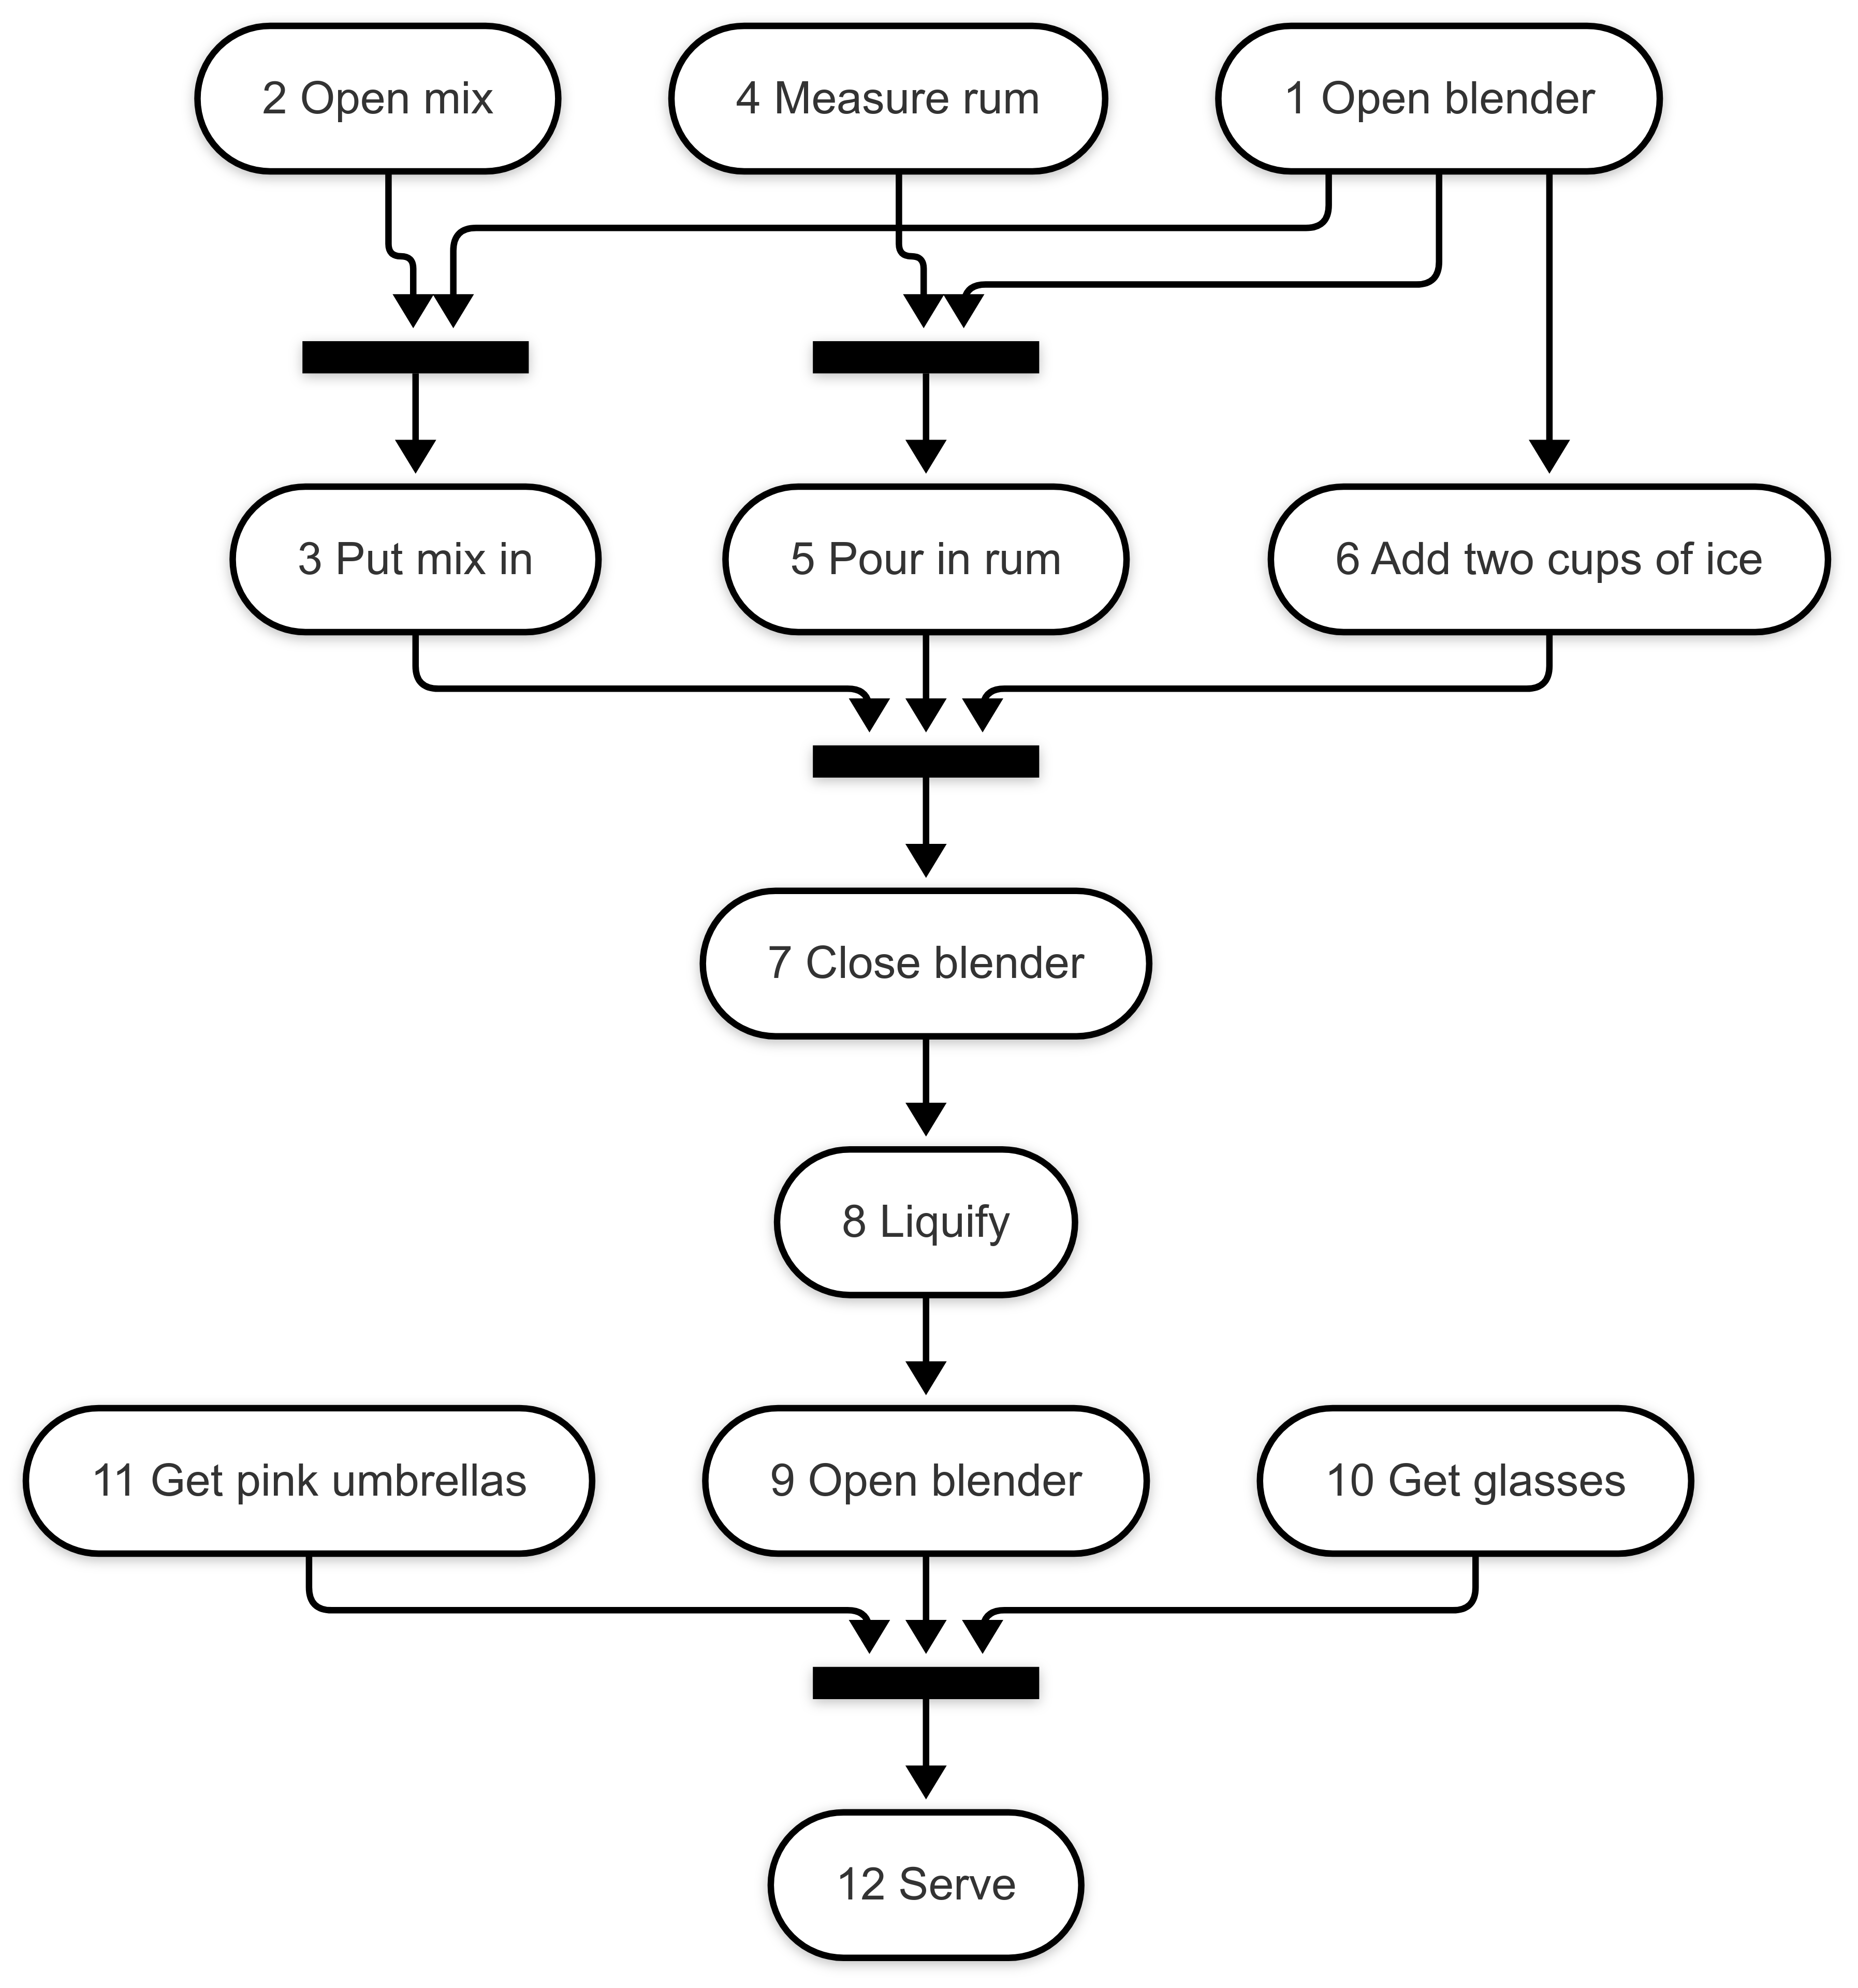 2 Open mix
4 Measure rum
1 Open blender
3 Put mix in
5 Pour in rum
6 Add two cups of ice
7 Close blender
8 Liquify
11 Get pink umbrellas
9 Open blender
10 Get glasses
12 Serve